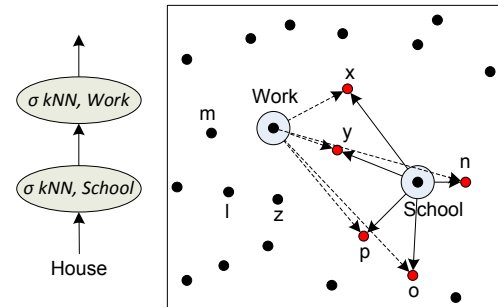 σ kNN, Work
σ kNN, School
House
x
Work
m
y
n
School
l
z
p
o